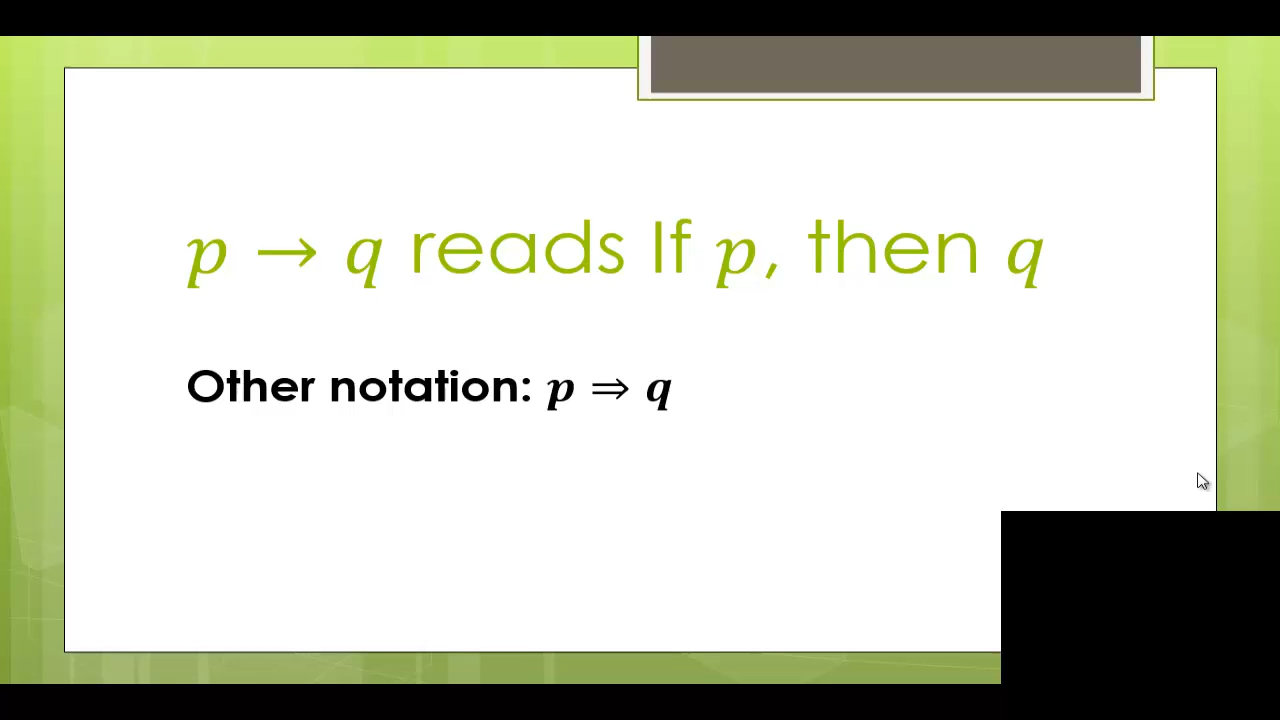 p → q reads If p, then q
Other notation: p ⇒ q